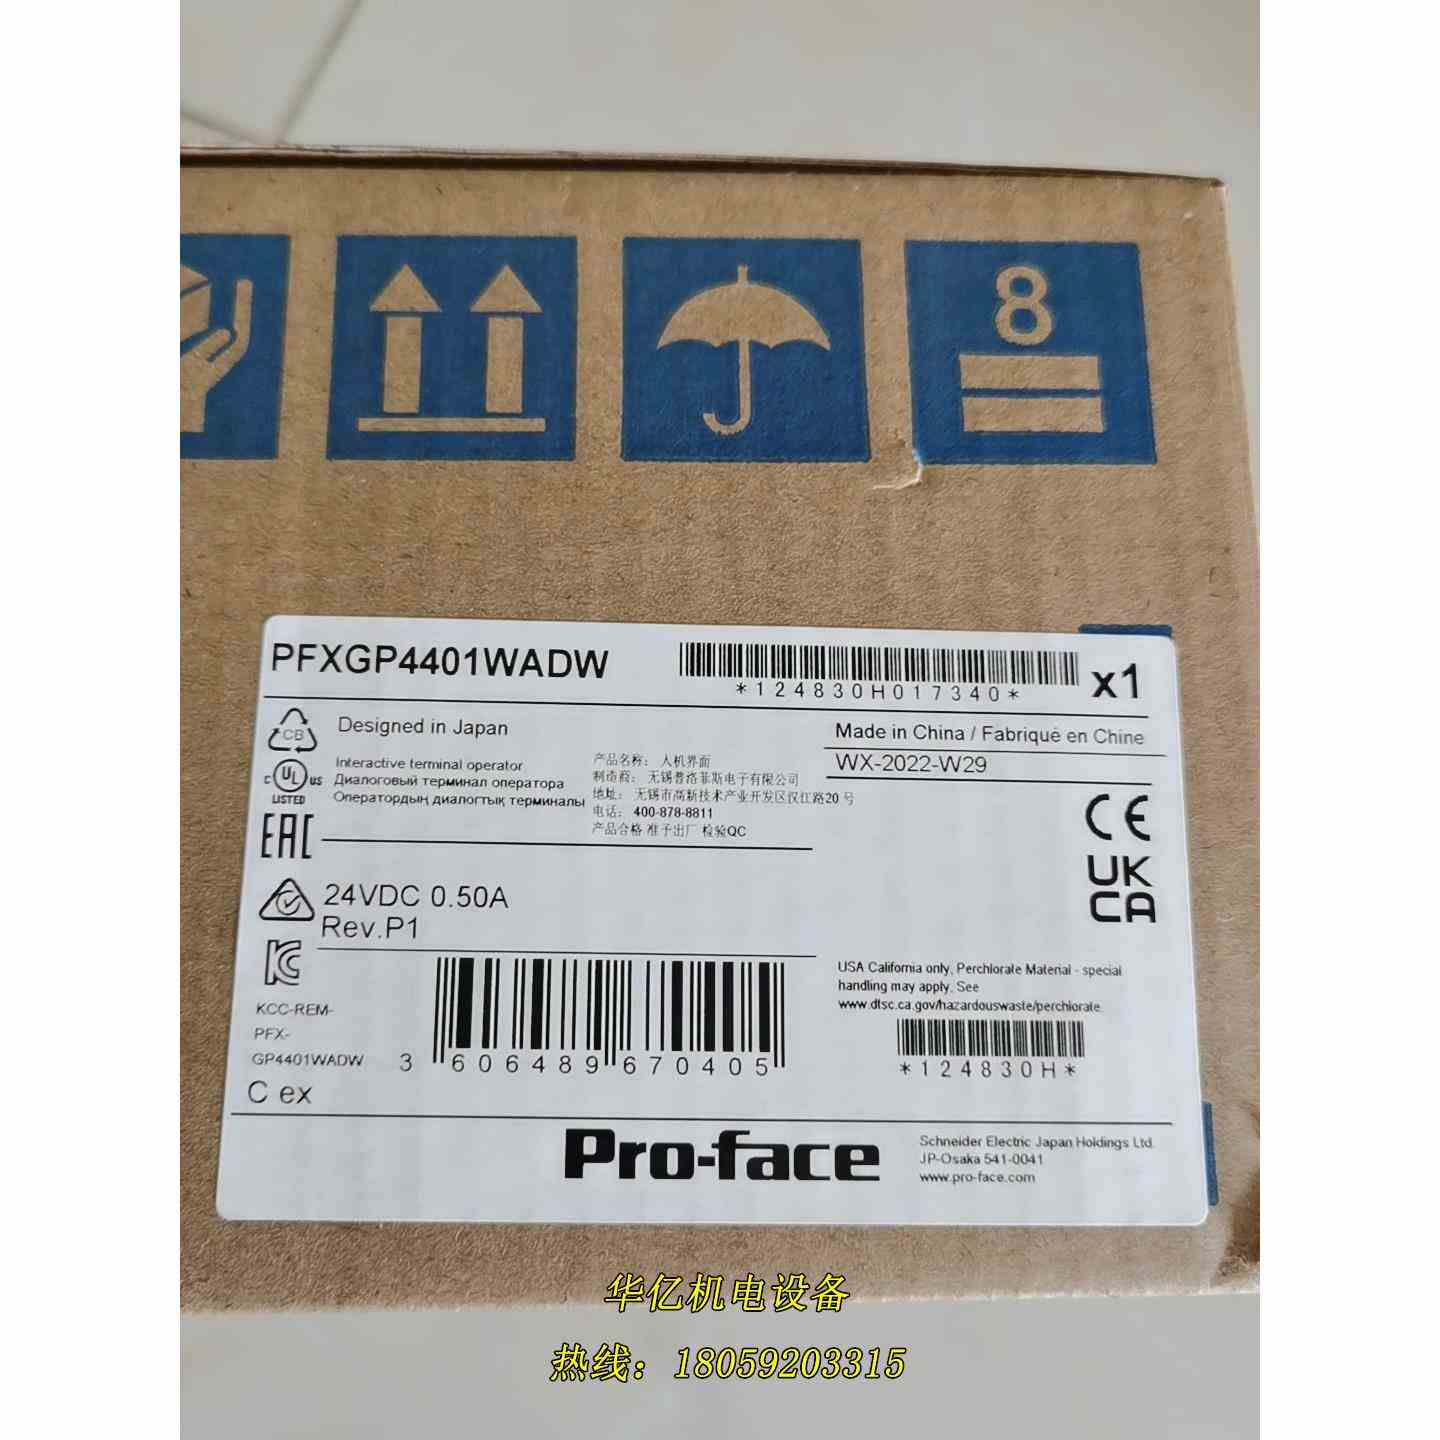 8
PFXGP4401WADW
*124830H017340*
x1
CB
Designed in Japan
Made in China / Fabriqué en Chine
WX-2022-W29
C UL US
LISTED
Interactive terminal operator
Диалоговый терминал оператора
Оператордың диалогтық терминалы
产品名称： 人机界面
制造商： 无锡普洛菲斯电子有限公司
地址： 无锡市高新技术产业开发区汉江路20 号
电话： 400-878-8811
产品合格 准予出厂 检验QC
EAC
CE
UK
CA
24VDC 0.50A
Rev.P1
KC
KCC-REM-
PFX-
GP4401WADW
C ex
3 606489 670405
USA California only, Perchlorate Material - special
handling may apply, See
www.dtsc.ca.gov/hazardouswaste/perchlorate
*124830H*
Pro-face
Schneider Electric Japan Holdings Ltd.
JP-Osaka 541-0041
www.pro-face.com
华亿机电设备
热线：18059203315